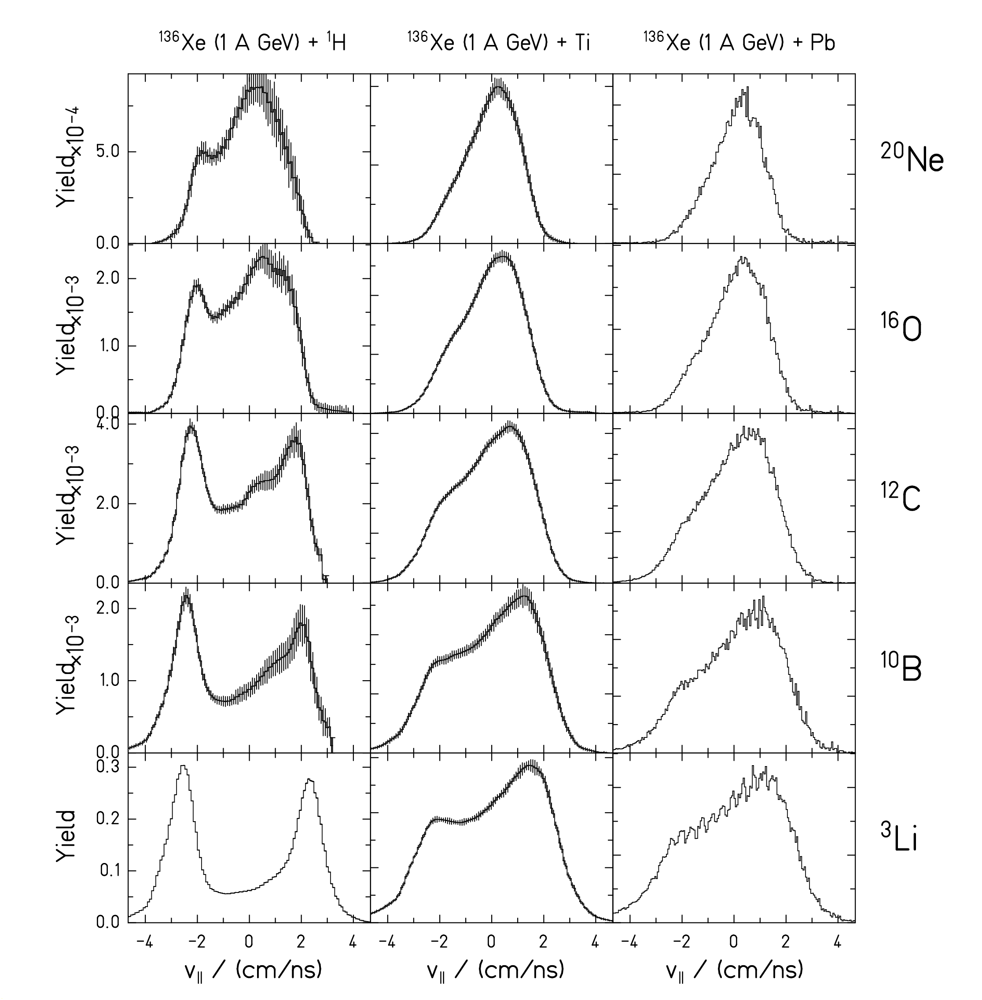 ¹³⁶Xe (1 A GeV) + ¹H
¹³⁶Xe (1 A GeV) + Ti
¹³⁶Xe (1 A GeV) + Pb
Yield×10−4
5.0
0.0
²⁰Ne
Yield×10−3
2.0
1.0
0.0
¹⁶O
Yield×10−3
4.0
2.0
0.0
¹²C
Yield×10−3
2.0
1.0
0.0
¹⁰B
Yield
0.3
0.2
0.1
0.0
³Li
−4 −2 0 2 4
−4 −2 0 2 4
−4 −2 0 2 4
v|| / (cm/ns)
v|| / (cm/ns)
v|| / (cm/ns)